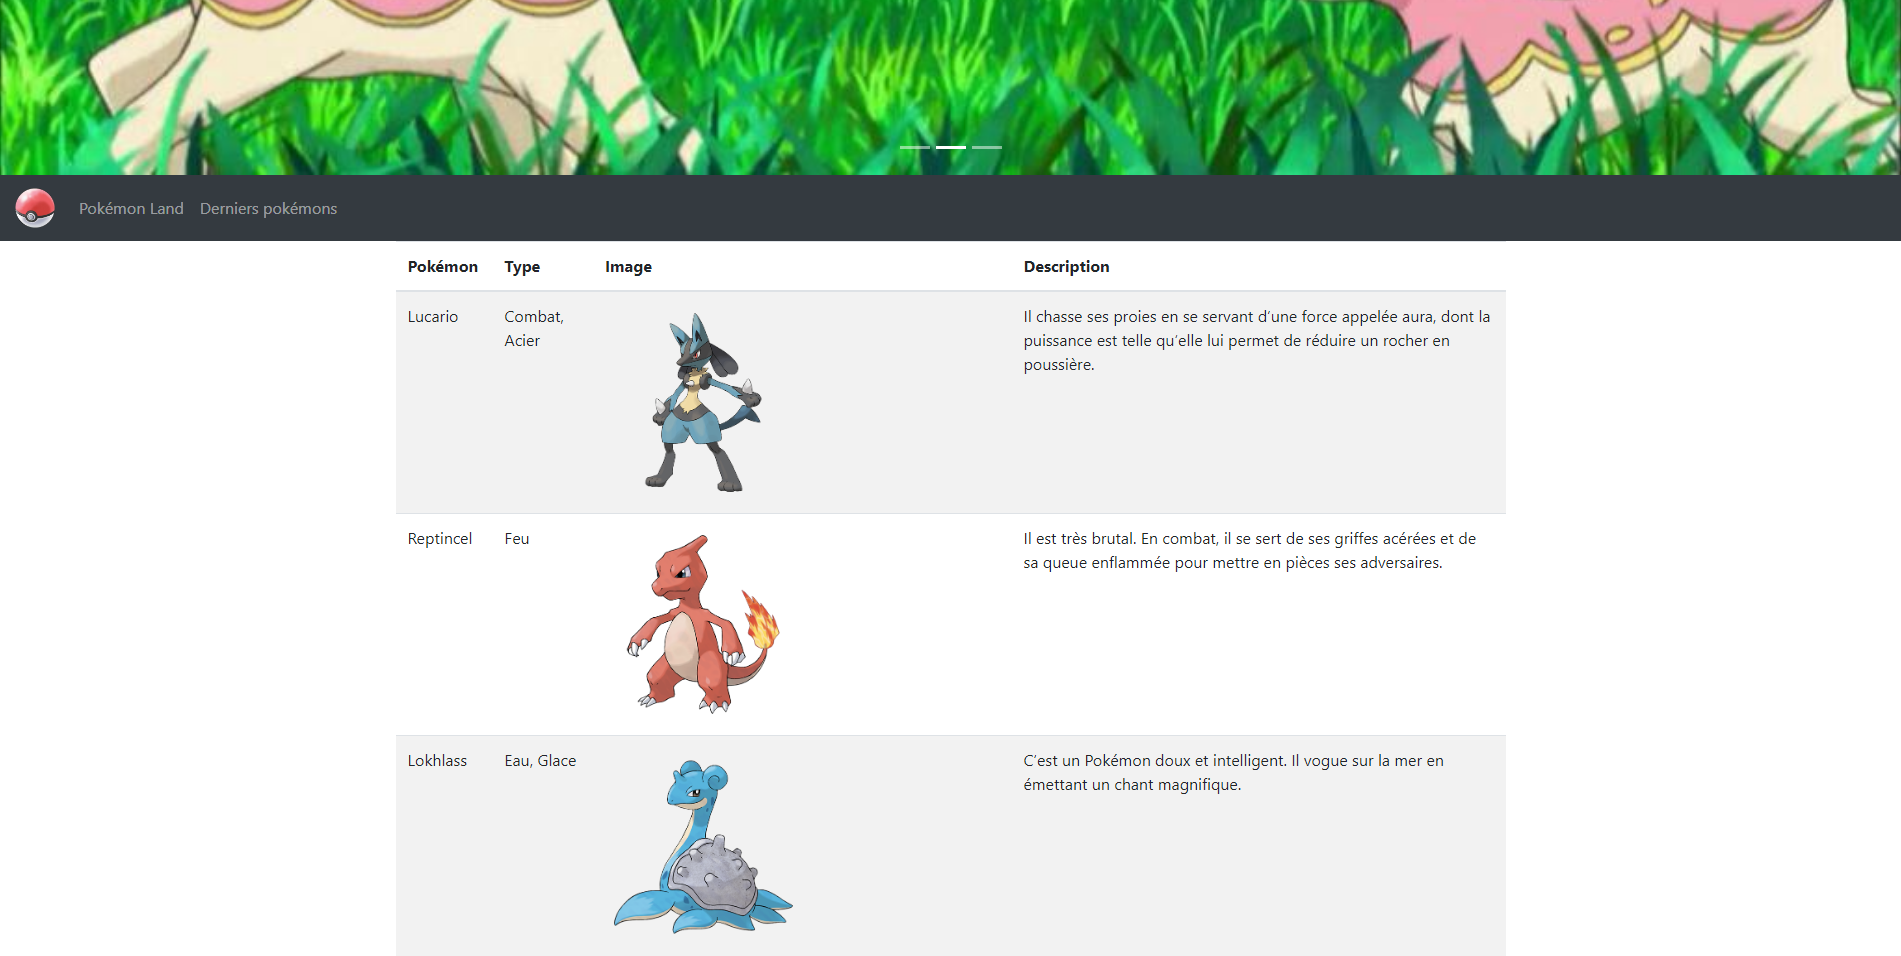 Pokémon Land Derniers pokémons
Pokémon Type Image Description
Lucario
Combat,
Acier
Il chasse ses proies en se servant d’une force appelée aura, dont la
puissance est telle qu’elle lui permet de réduire un rocher en
poussière.
Reptincel
Feu
Il est très brutal. En combat, il se sert de ses griffes acérées et de
sa queue enflammée pour mettre en pièces ses adversaires.
Lokhlass
Eau, Glace
C’est un Pokémon doux et intelligent. Il vogue sur la mer en
émettant un chant magnifique.